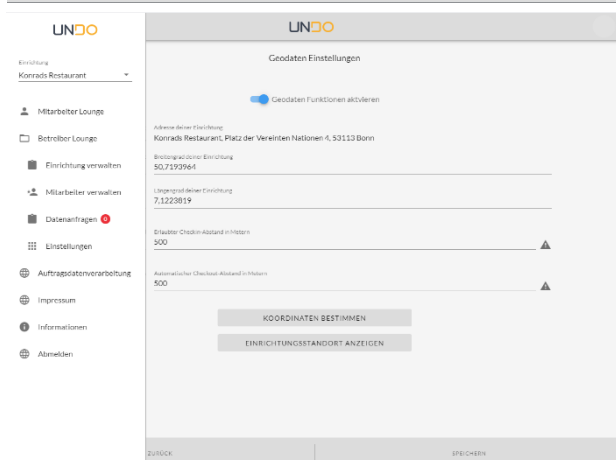 UNDO
UNDO
Einrichtung
Konrads Restaurant
Mitarbeiter Lounge
Betreiber Lounge
Einrichtung verwalten
Mitarbeiter verwalten
Datenanfragen 0
Einstellungen
Auftragsdatenverarbeitung
Impressum
Informationen
Abmelden
Geodaten Einstellungen
Geodaten Funktionen aktvieren
Adresse deiner Einrichtung
Konrads Restaurant, Platz der Vereinten Nationen 4, 53113 Bonn
Breitengrad deiner Einrichtung
50,7193964
Längengrad deiner Einrichtung
7,1223819
Erlaubter Checkin-Abstand in Metern
500
Automatischer Checkout-Abstand in Metern
500
KOORDINATEN BESTIMMEN
EINRICHTUNGSSTANDORT ANZEIGEN
ZURÜCK
SPEICHERN